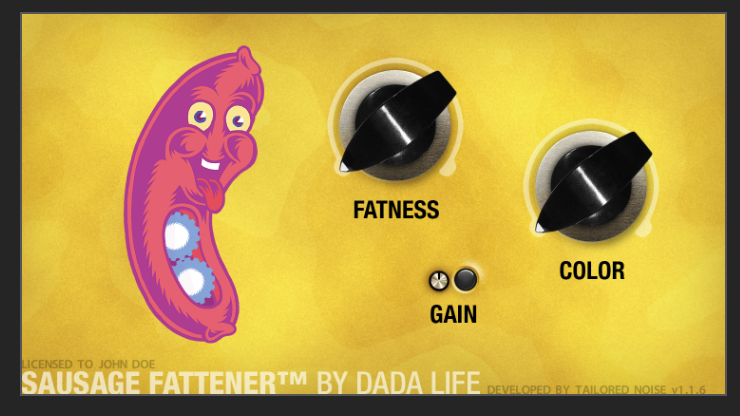 FATNESS
COLOR
GAIN
LICENSED TO JOHN DOE
SAUSAGE FATTENER™ BY DADA LIFE DEVELOPED BY TAILORED NOISE v1.1.6